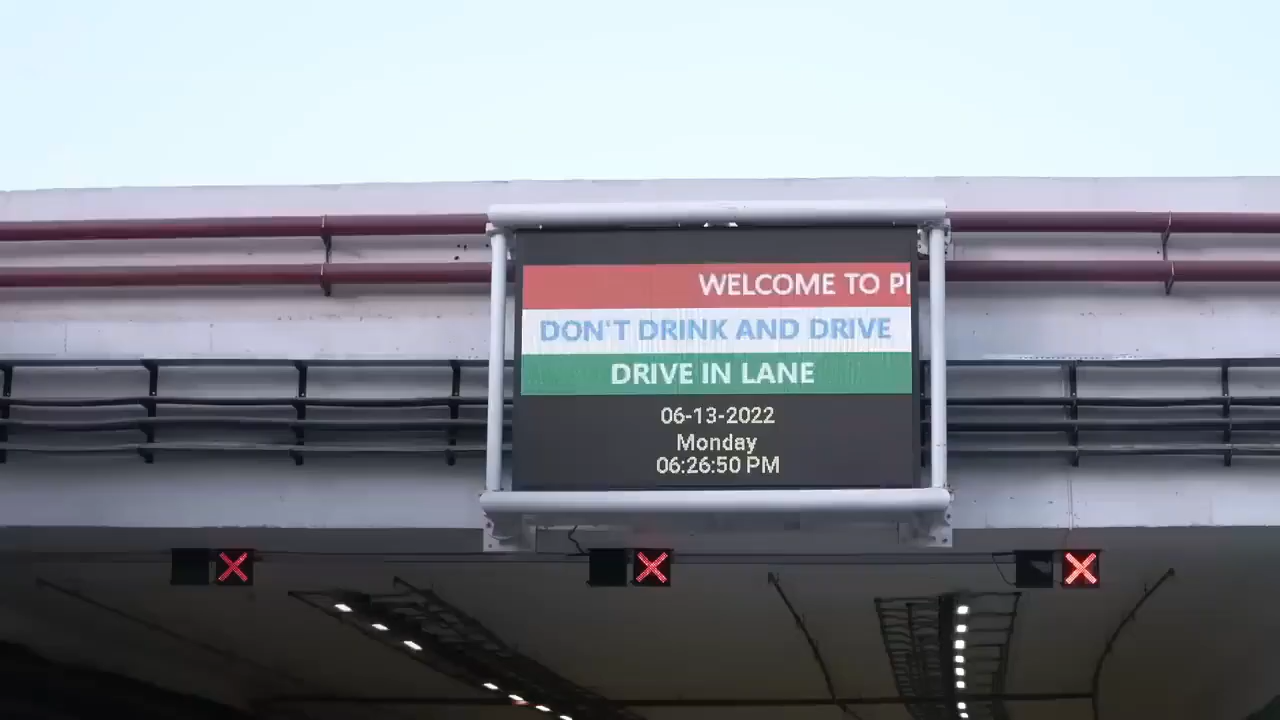 WELCOME TO
DON'T DRINK AND DRIVE
DRIVE IN LANE
06-13-2022
Monday
06:26:50 PM